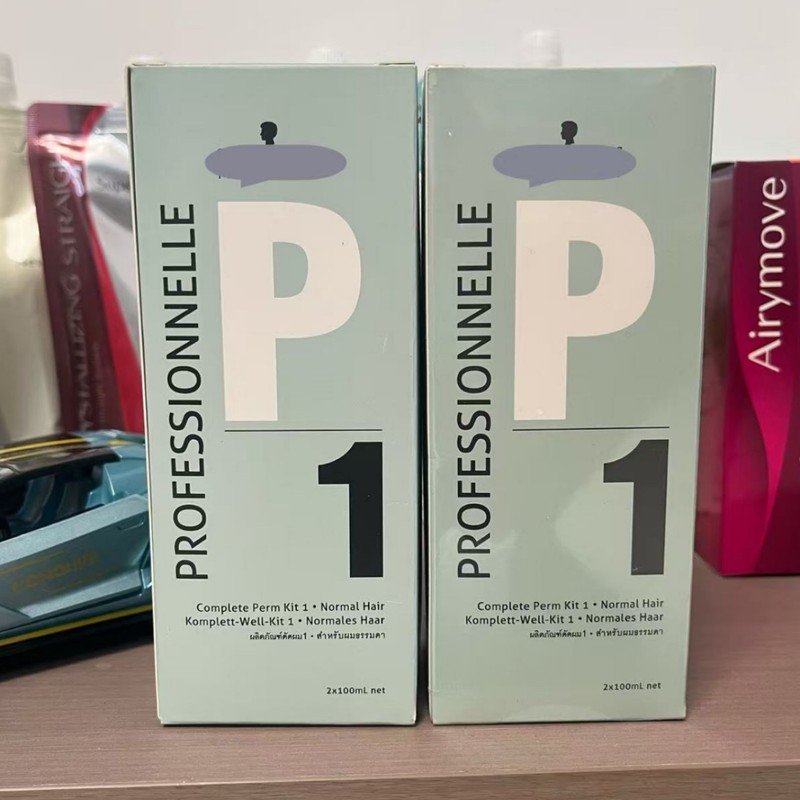 PROFESSIONNELLE
P
1
Complete Perm Kit 1 • Normal Hair
Komplett-Well-Kit 1 • Normales Haar
ผลิตภัณฑ์ดัดผม1 • สำหรับผมธรรมดา
2x100mL net
PROFESSIONNELLE
P
1
Complete Perm Kit 1 • Normal Hair
Komplett-Well-Kit 1 • Normales Haar
ผลิตภัณฑ์ดัดผม1 • สำหรับผมธรรมดา
2x100mL net
STALLIZING STRAIG
Airymove